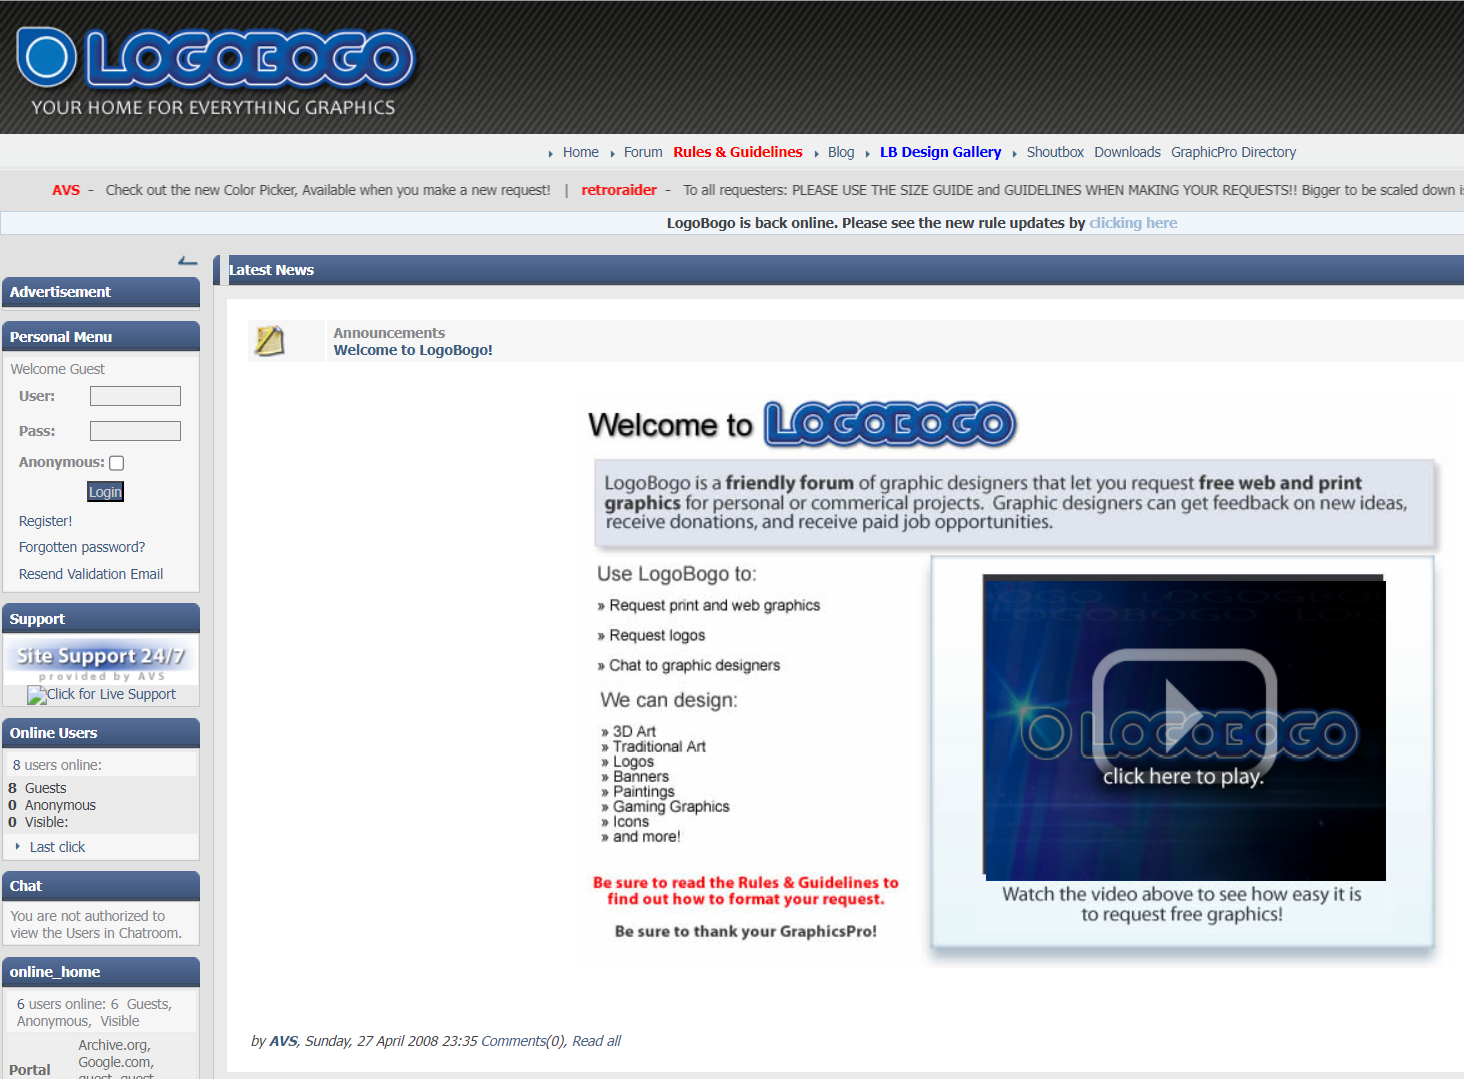 LOGOBOGO
YOUR HOME FOR EVERYTHING GRAPHICS
Home Forum Rules & Guidelines Blog LB Design Gallery Shoutbox Downloads GraphicPro Directory
AVS - Check out the new Color Picker, Available when you make a new request! | retroraider - To all requesters: PLEASE USE THE SIZE GUIDE and GUIDELINES WHEN MAKING YOUR REQUESTS!! Bigger to be scaled down is
LogoBogo is back online. Please see the new rule updates by clicking here
Advertisement
Personal Menu
Welcome Guest
User:
Pass:
Anonymous:
Login
Register!
Forgotten password?
Resend Validation Email
Support
Site Support 24/7
provided by AVS
Click for Live Support
Online Users
8 users online:
8 Guests
0 Anonymous
0 Visible:
Last click
Chat
You are not authorized to
view the Users in Chatroom.
online_home
6 users online: 6 Guests,
Anonymous, Visible
Archive.org,
Google.com,
Portal
guest, guest
Latest News
Announcements
Welcome to LogoBogo!
Welcome to LOGOBOGO
LogoBogo is a friendly forum of graphic designers that let you request free web and print
graphics for personal or commerical projects. Graphic designers can get feedback on new ideas,
receive donations, and receive paid job opportunities.
Use LogoBogo to:
» Request print and web graphics
» Request logos
» Chat to graphic designers
We can design:
» 3D Art
» Traditional Art
» Logos
» Banners
» Paintings
» Gaming Graphics
» Icons
» and more!
Be sure to read the Rules & Guidelines to
find out how to format your request.
Be sure to thank your GraphicsPro!
LOGOBOGO
click here to play.
Watch the video above to see how easy it is
to request free graphics!
by AVS, Sunday, 27 April 2008 23:35 Comments(0), Read all